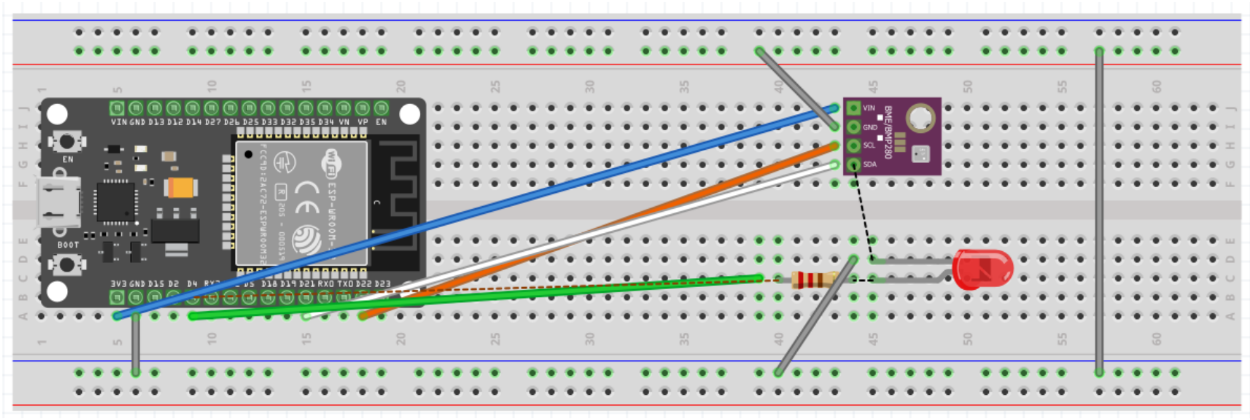 1 5 10 15 20 25 30 35 40 45 50 55 60
J
I
H
G
F
VIN GND D13 D12 D14 D27 D26 D25 D33 D32 D35 D34 VN VP EN
EN
BOOT
WiFi
ESP-WROOM-
CE
R
C
VIN
GND
SCL
SDA
BME/BMP280
E
D
C
B
A
3V3 GND D15 D2 D4 D5 D18 D19 D21 RX0 TX0 D22 D23
1 5 10 15 20 25 30 35 40 45 50 55 60